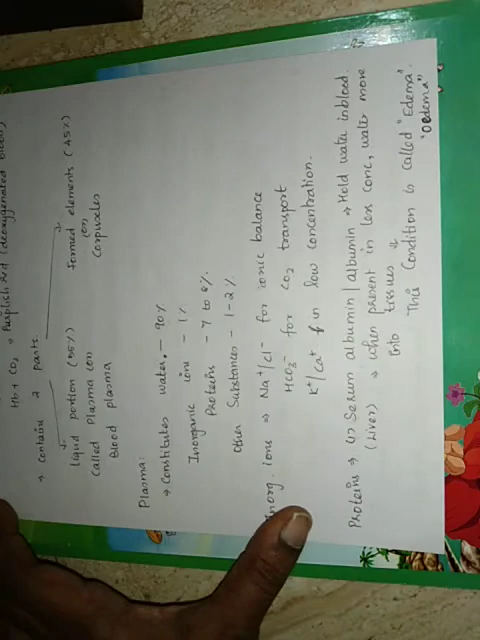 Hb + CO₂ → Purplish Red (deoxygenated blood)
→ Contains 2 parts.
Liquid portion (55%) Formed elements (45%)
Called Plasma (or) (or)
Blood plasma Corpuscles
Plasma:
→ Constitutes water. - 90%
Inorganic ions - 1%
Proteins - 7 to 8%
Other Substances - 1-2%.
Inorg. ions ⇒ Na⁺/Cl⁻ for ionic balance
HCO₃⁻ for CO₂ transport
K⁺/Ca⁺ in low concentration.
Proteins ⇒ (i) Serum albumin/albumin ⇒ Hold water in blood.
(Liver) → when present in less conc, water more
into tissues ↓
This Condition is called "Edema".
"Oedema"